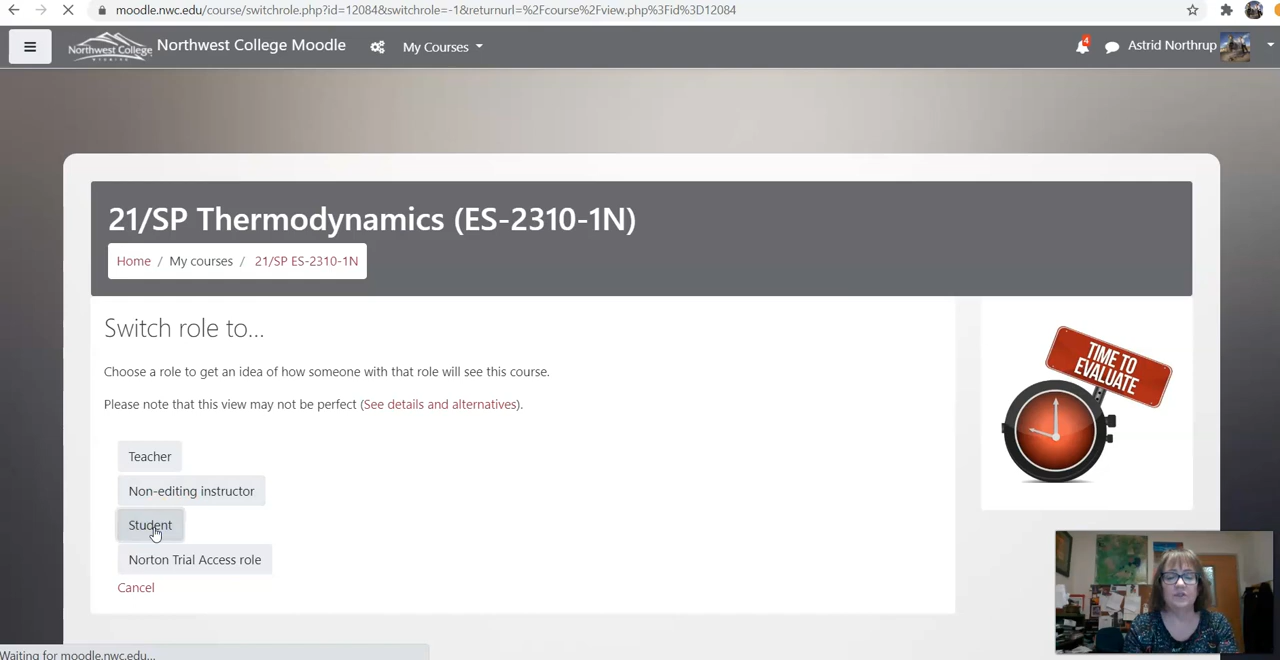 moodle.nwc.edu/course/switchrole.php?id=12084&switchrole=-1&returnurl=%2Fcourse%2Fview.php%3Fid%3D12084
Northwest College
WYOMING
Northwest College Moodle
My Courses
4
Astrid Northrup
21/SP Thermodynamics (ES-2310-1N)
Home / My courses / 21/SP ES-2310-1N
Switch role to...
Choose a role to get an idea of how someone with that role will see this course.
Please note that this view may not be perfect (See details and alternatives).
TIME TO
EVALUATE
Teacher
Non-editing instructor
Student
Norton Trial Access role
Cancel
Waiting for moodle.nwc.edu...